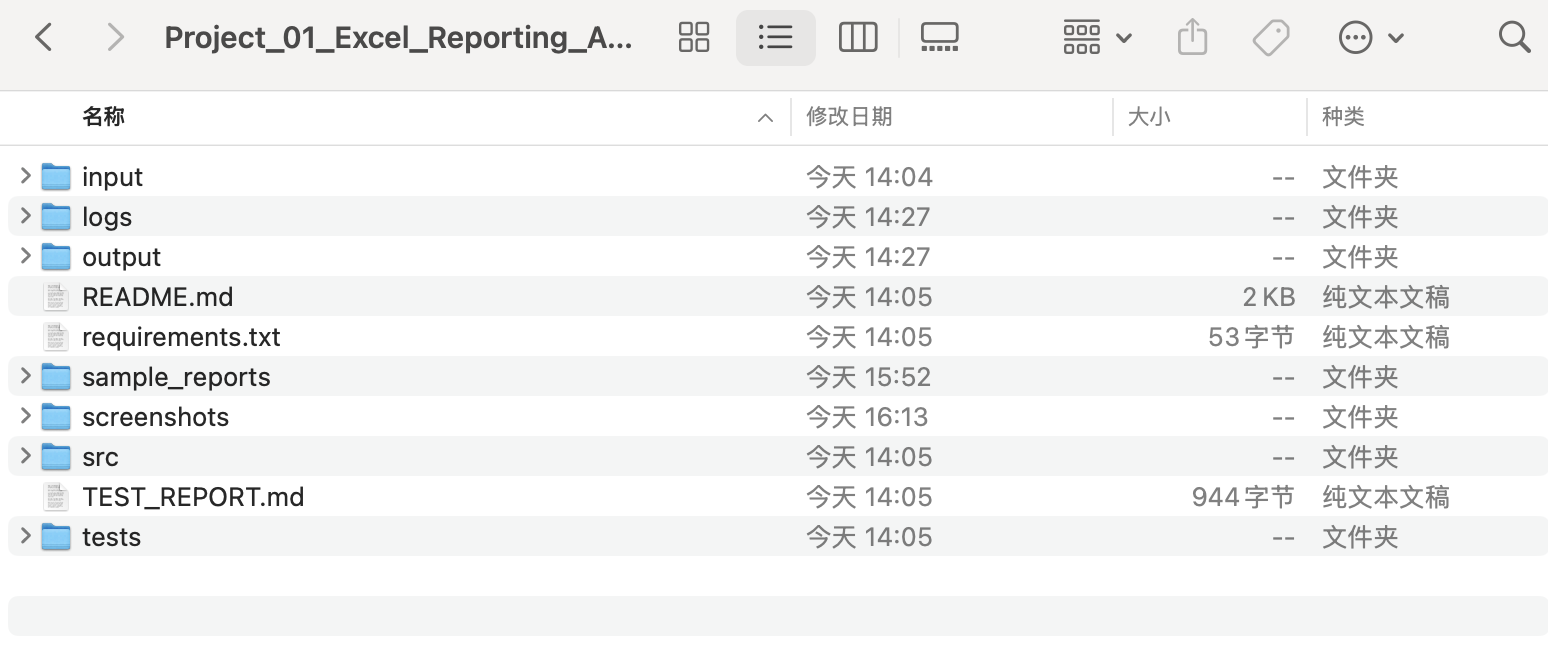 Project_01_Excel_Reporting_A...
名称 修改日期 大小 种类
input 今天 14:04 -- 文件夹
logs 今天 14:27 -- 文件夹
output 今天 14:27 -- 文件夹
README.md 今天 14:05 2 KB 纯文本文稿
requirements.txt 今天 14:05 53 字节 纯文本文稿
sample_reports 今天 15:52 -- 文件夹
screenshots 今天 16:13 -- 文件夹
src 今天 14:05 -- 文件夹
TEST_REPORT.md 今天 14:05 944 字节 纯文本文稿
tests 今天 14:05 -- 文件夹